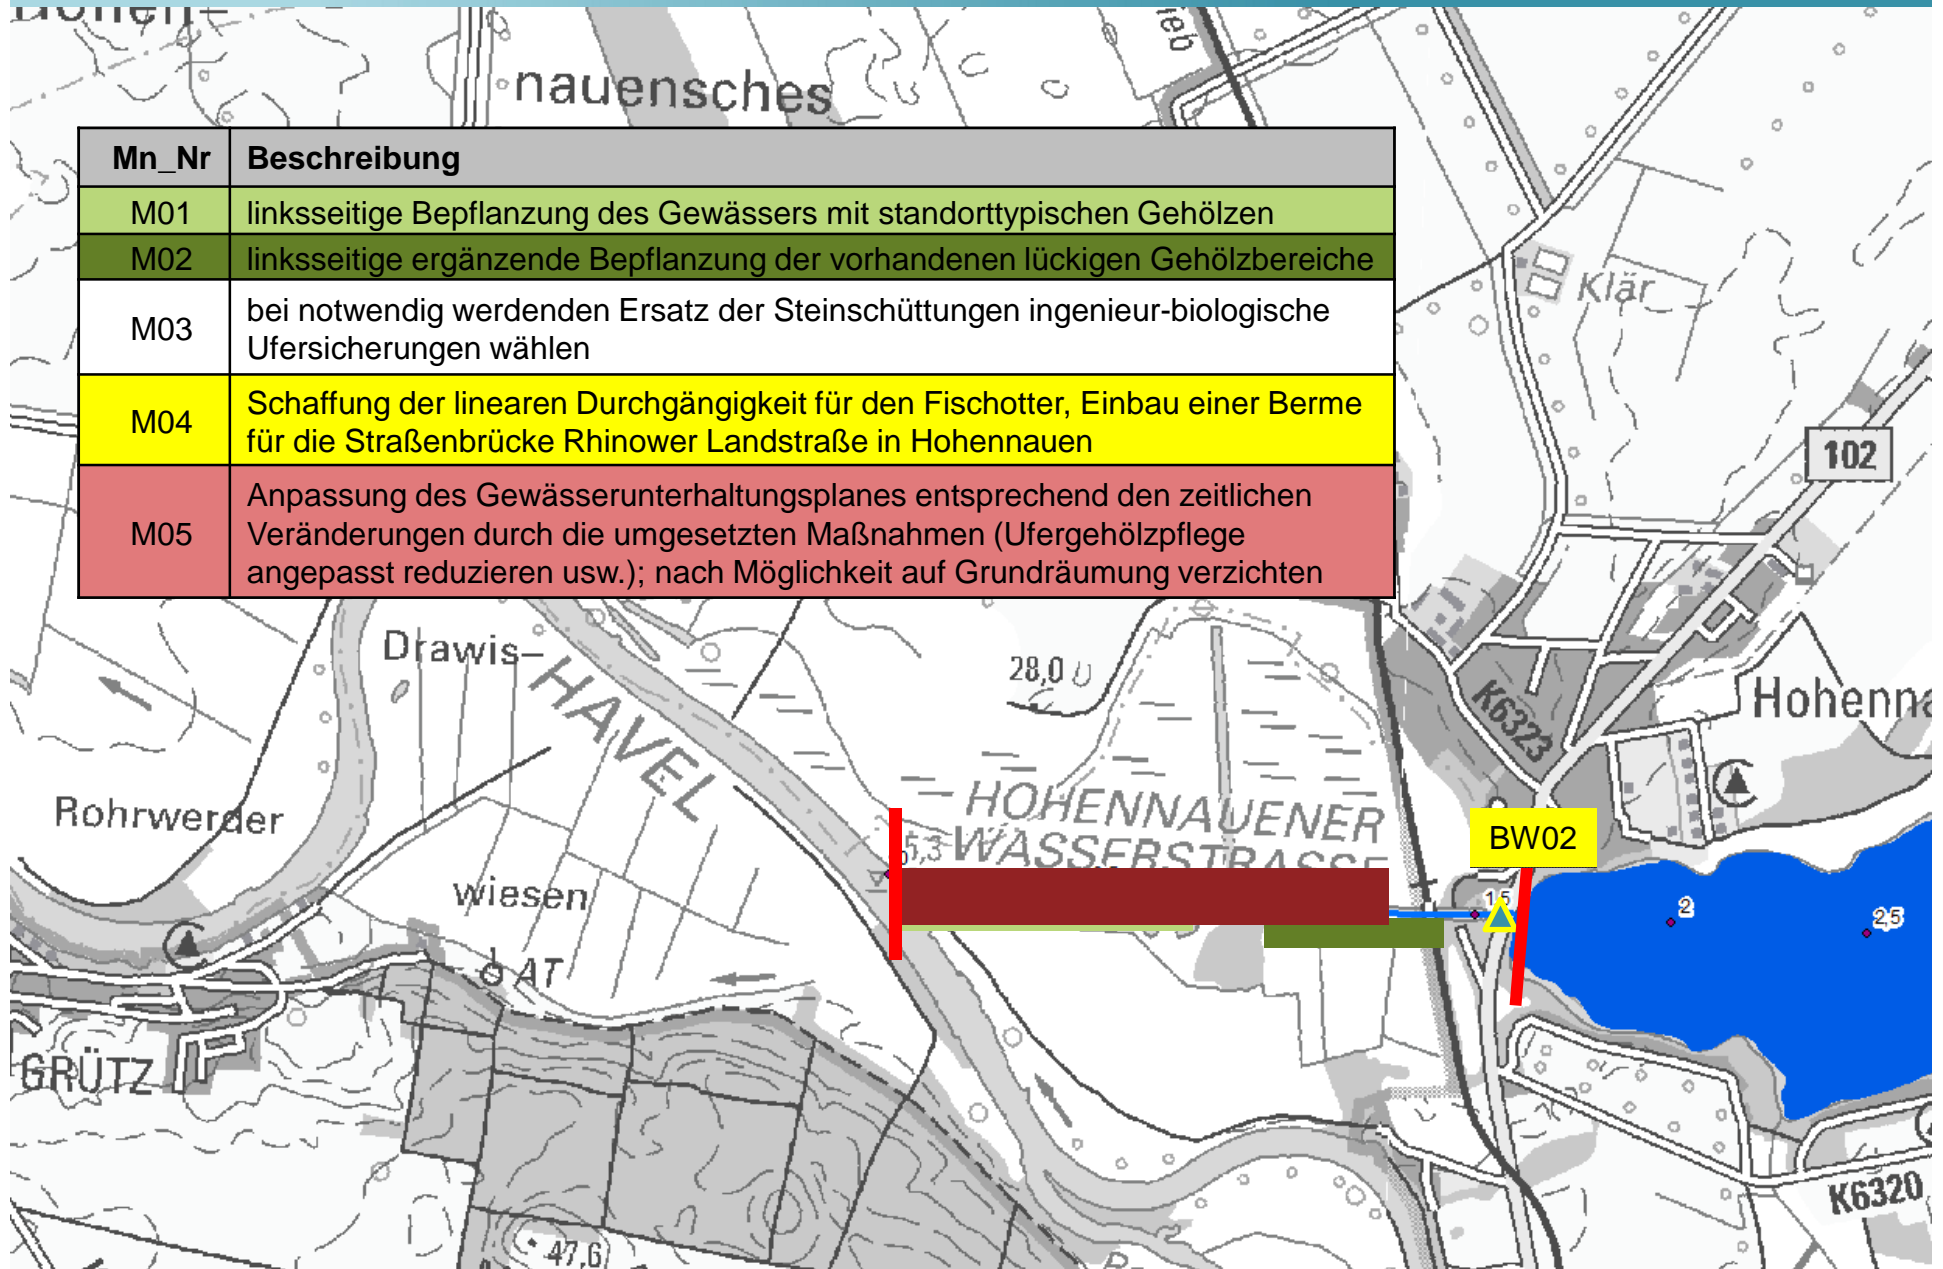 nauensches
Mn_Nr Beschreibung
M01 linksseitige Bepflanzung des Gewässers mit standorttypischen Gehölzen
M02 linksseitige ergänzende Bepflanzung der vorhandenen lückigen Gehölzbereiche
M03 bei notwendig werdenden Ersatz der Steinschüttungen ingenieur-biologische
Ufersicherungen wählen
M04 Schaffung der linearen Durchgängigkeit für den Fischotter, Einbau einer Berme
für die Straßenbrücke Rhinower Landstraße in Hohennauen
M05 Anpassung des Gewässerunterhaltungsplanes entsprechend den zeitlichen
Veränderungen durch die umgesetzten Maßnahmen (Ufergehölzpflege
angepasst reduzieren usw.); nach Möglichkeit auf Grundräumung verzichten
Klär
102
Drawis-
HAVEL
28,0
K6323
Hohenna
Rohrwerder
HOHENNAUENER
WASSERSTRASSE
BW02
wiesen
1,5
2
2,5
AT
GRÜTZ
K6320
47,6